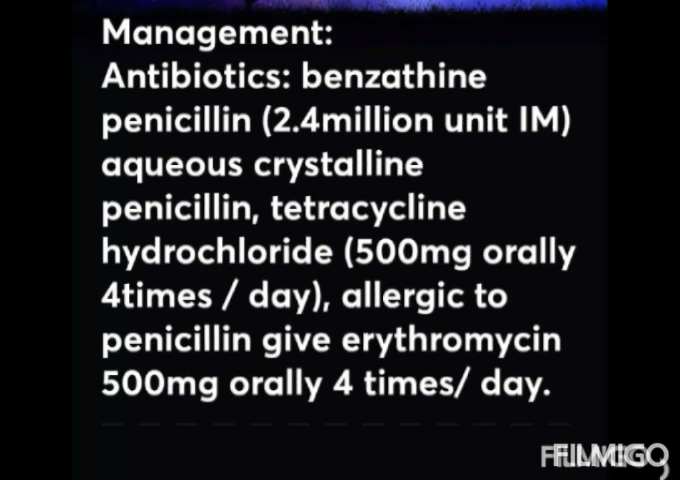 Management:
Antibiotics: benzathine
penicillin (2.4million unit IM)
aqueous crystalline
penicillin, tetracycline
hydrochloride (500mg orally
4times / day), allergic to
penicillin give erythromycin
500mg orally 4 times/ day.
FILMIGO